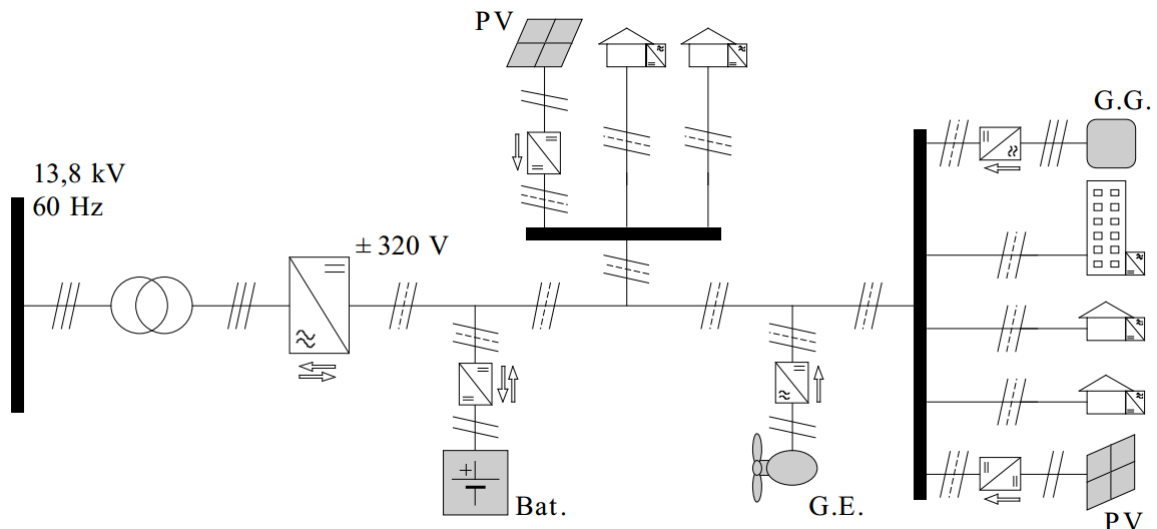 PV
G.G.
13,8 kV
60 Hz
± 320 V
Bat.
G.E.
PV